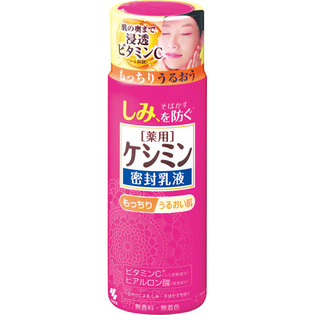 肌の奥まで
浸透
ビタミンC
もっちりうるおう
しみ、そばかすを防ぐ
[薬用]
ケシミン
密封乳液
もっちり うるおい肌
ビタミンC
ヒアルロン酸
無香料・無着色